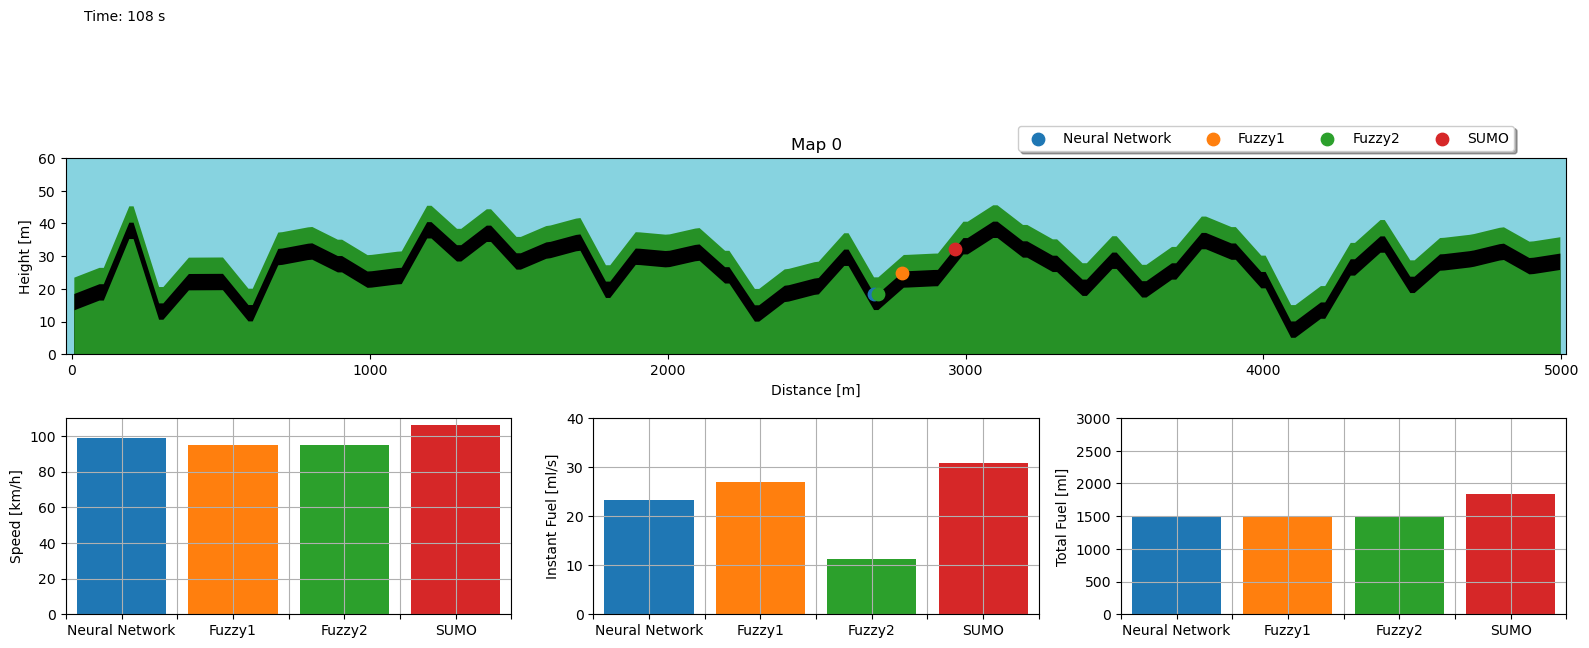 Time: 108 s
Neural Network Fuzzy1 Fuzzy2 SUMO
Map 0
Height [m]
60
50
40
30
20
10
0
0 1000 2000 3000 4000 5000
Distance [m]
Speed [km/h]
100
80
60
40
20
0
Neural Network Fuzzy1 Fuzzy2 SUMO
Instant Fuel [ml/s]
40
30
20
10
0
Neural Network Fuzzy1 Fuzzy2 SUMO
Total Fuel [ml]
3000
2500
2000
1500
1000
500
0
Neural Network Fuzzy1 Fuzzy2 SUMO